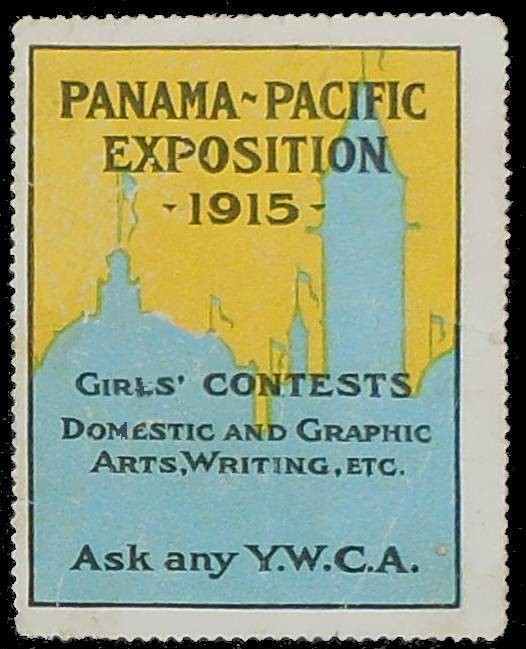 PANAMA~PACIFIC
EXPOSITION
-1915-
GIRLS' CONTESTS
DOMESTIC AND GRAPHIC
ARTS, WRITING, ETC.
Ask any Y.W.C.A.